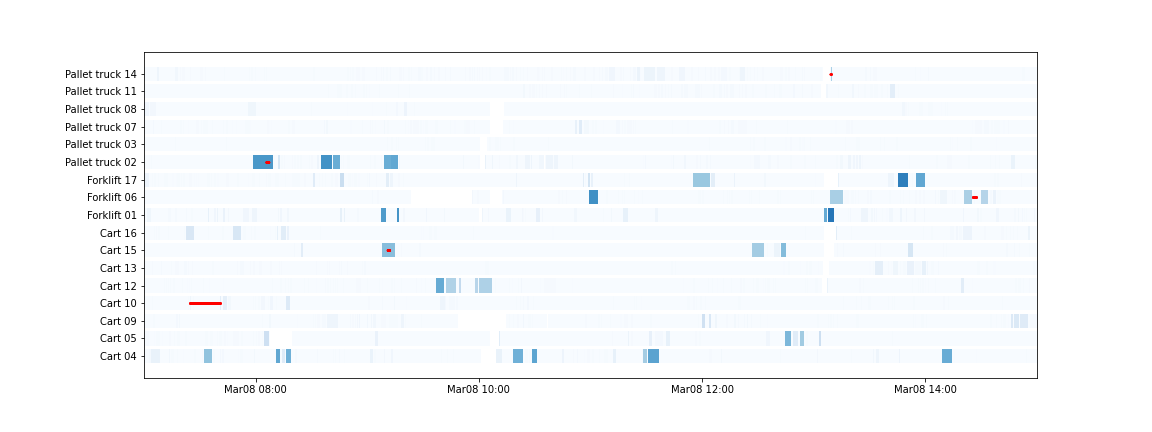 Pallet truck 14
Pallet truck 11
Pallet truck 08
Pallet truck 07
Pallet truck 03
Pallet truck 02
Forklift 17
Forklift 06
Forklift 01
Cart 16
Cart 15
Cart 13
Cart 12
Cart 10
Cart 09
Cart 05
Cart 04
Mar08 08:00 Mar08 10:00 Mar08 12:00 Mar08 14:00